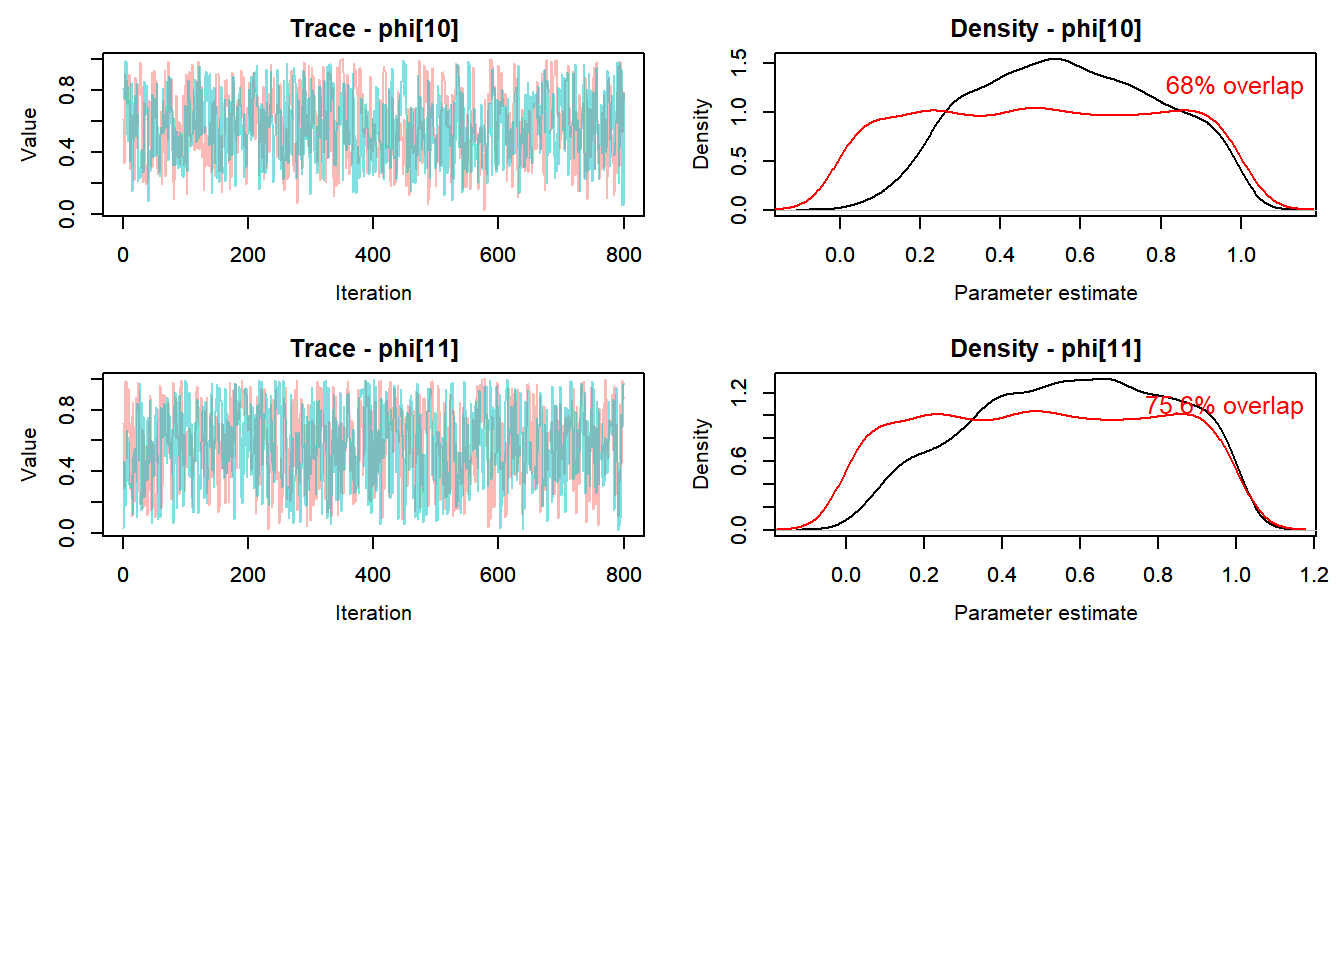 Trace - phi[10]
Value
0.0 0.4 0.8
0 200 400 600 800
Iteration
Density - phi[10]
68% overlap
Density
0.0 0.5 1.0 1.5
0.0 0.2 0.4 0.6 0.8 1.0
Parameter estimate
Trace - phi[11]
Value
0.0 0.4 0.8
0 200 400 600 800
Iteration
Density - phi[11]
75.6% overlap
Density
0.0 0.6 1.2
0.0 0.2 0.4 0.6 0.8 1.0 1.2
Parameter estimate